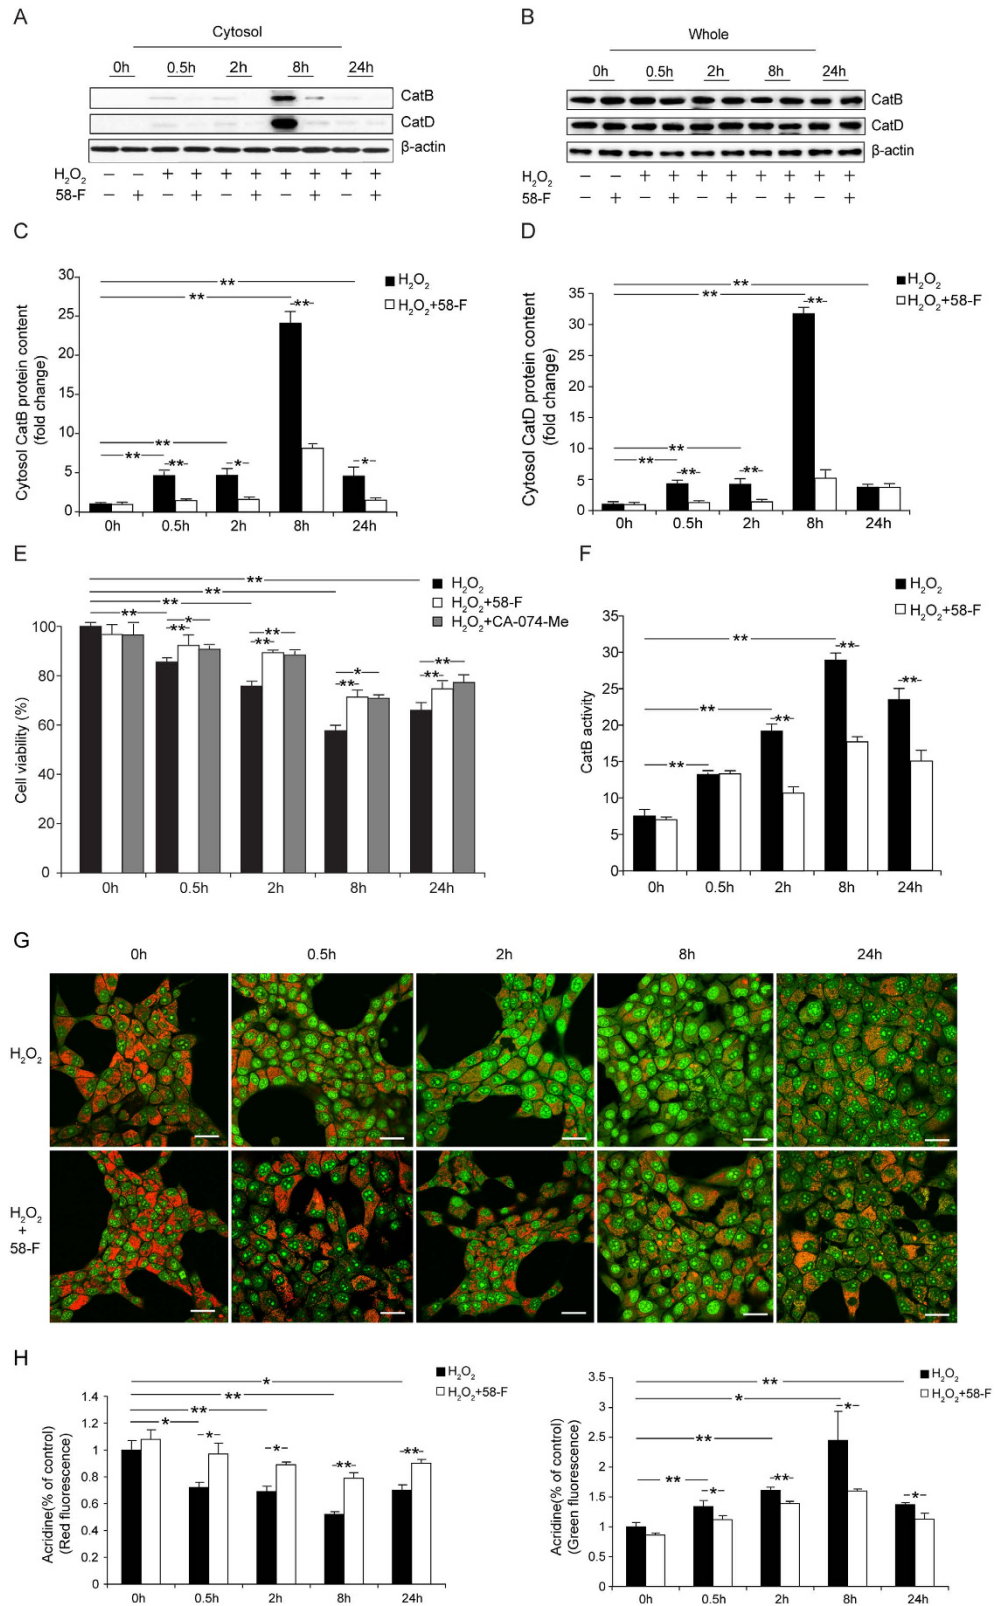 A
Cytosol
0h 0.5h 2h 8h 24h
CatB
CatD
β-actin
H₂O₂ − − + + + + + + + +
58-F − + − + − + − + − +
B
Whole
0h 0.5h 2h 8h 24h
CatB
CatD
β-actin
H₂O₂ − − + + + + + + + +
58-F − + − + − + − + − +
C
Cytosol CatB protein content
(fold change)
30
25
20
15
10
5
0
H₂O₂
H₂O₂+58-F
**
**
**
**
**
**
*
*
0h 0.5h 2h 8h 24h
D
Cytosol CatD protein content
(fold change)
35
30
25
20
15
10
5
0
H₂O₂
H₂O₂+58-F
**
**
**
**
**
**
**
0h 0.5h 2h 8h 24h
E
Cell viability (%)
100
80
60
40
20
0
H₂O₂
H₂O₂+58-F
H₂O₂+CA-074-Me
**
**
**
**
*
**
**
**
*
**
**
**
0h 0.5h 2h 8h 24h
F
CatB activity
35
30
25
20
15
10
5
0
H₂O₂
H₂O₂+58-F
**
**
**
**
**
**
0h 0.5h 2h 8h 24h
G
0h 0.5h 2h 8h 24h
H₂O₂
H₂O₂
+
58-F
H
Acridine(% of control)
(Red fluorescence)
1.4
1.2
1
0.8
0.6
0.4
0.2
0
H₂O₂
H₂O₂+58-F
*
**
**
*
*
*
**
**
0h 0.5h 2h 8h 24h
Acridine(% of control)
(Green fluorescence)
3.5
3
2.5
2
1.5
1
0.5
0
H₂O₂
H₂O₂+58-F
**
*
**
**
*
**
*
*
0h 0.5h 2h 8h 24h